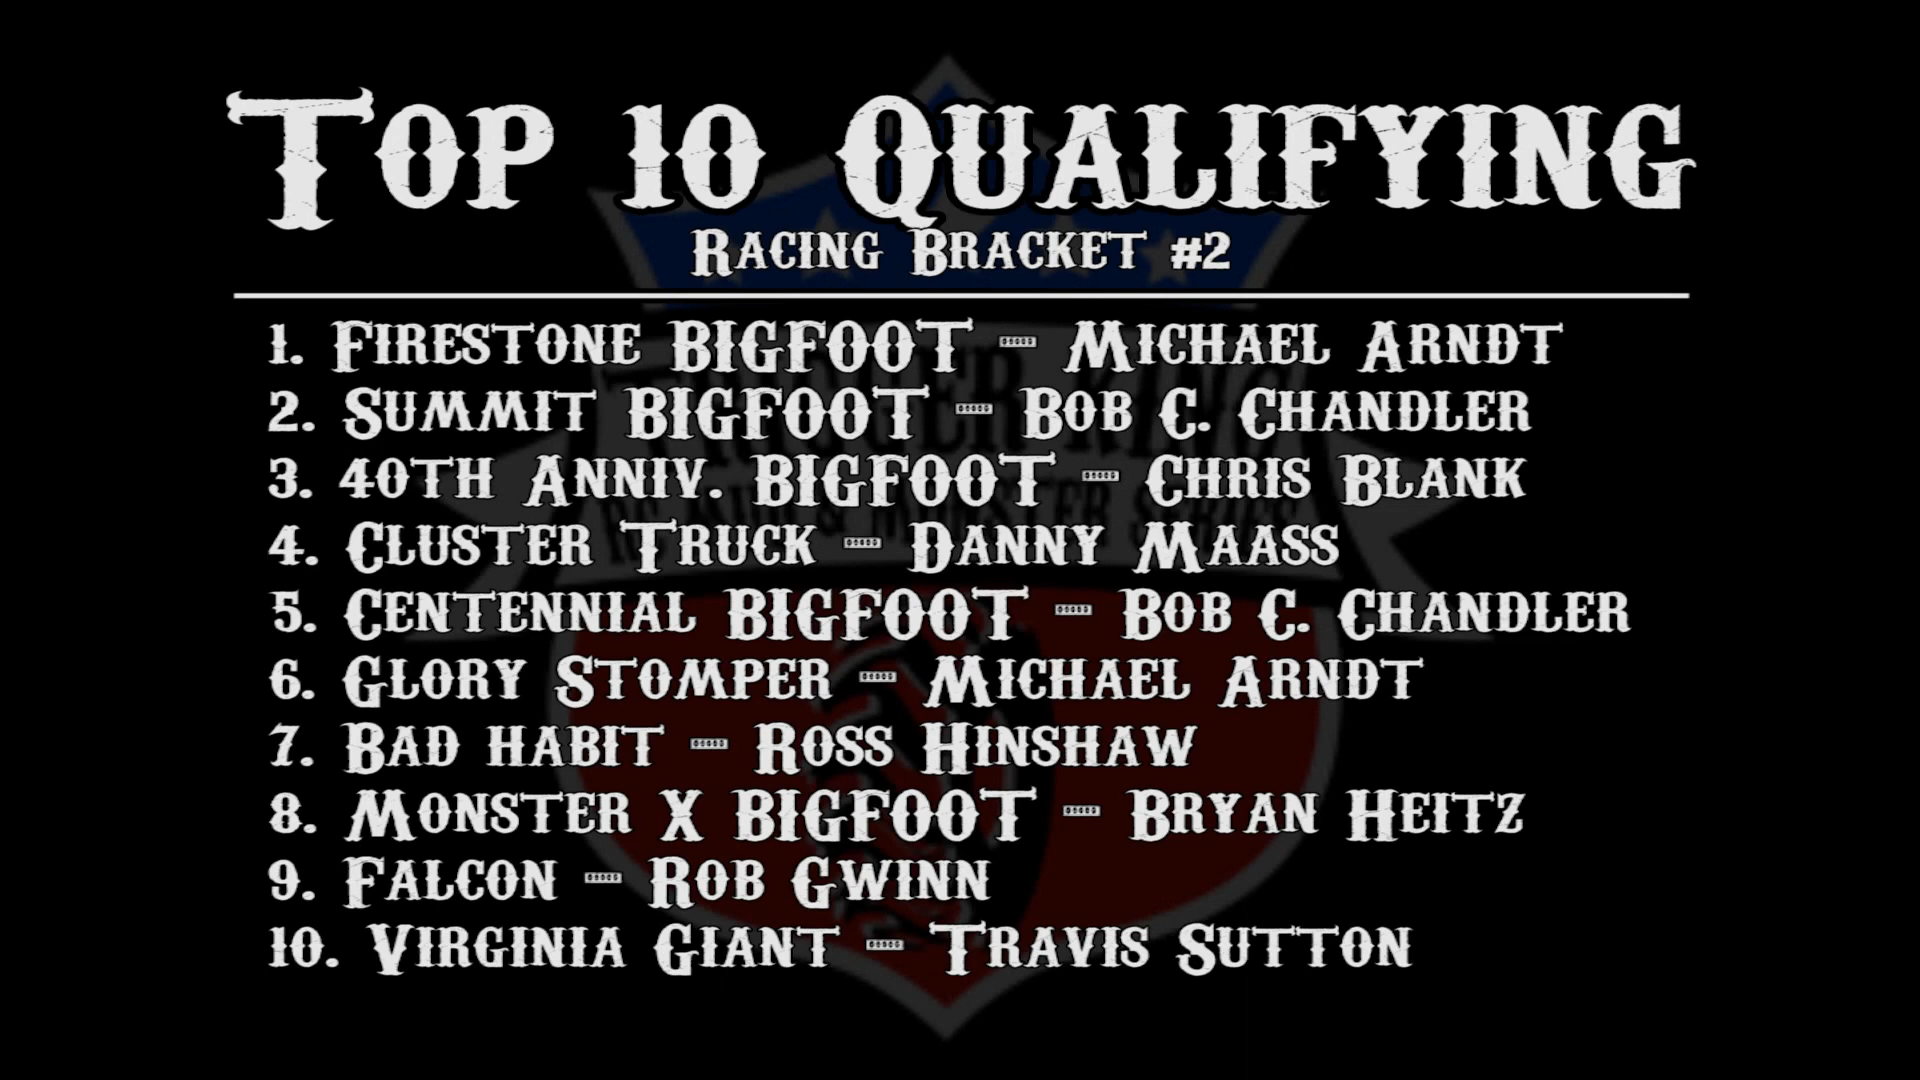 Top 10 Qualifying
Racing Bracket #2
1. Firestone BIGFOOT - Michael Arndt
2. Summit BIGFOOT - Bob C. Chandler
3. 40th Anniv. BIGFOOT - Chris Blank
4. Cluster Truck - Danny Maass
5. Centennial BIGFOOT - Bob C. Chandler
6. Glory Stomper - Michael Arndt
7. Bad habit - Ross Hinshaw
8. Monster X BIGFOOT - Bryan Heitz
9. Falcon - Rob Gwinn
10. Virginia Giant - Travis Sutton